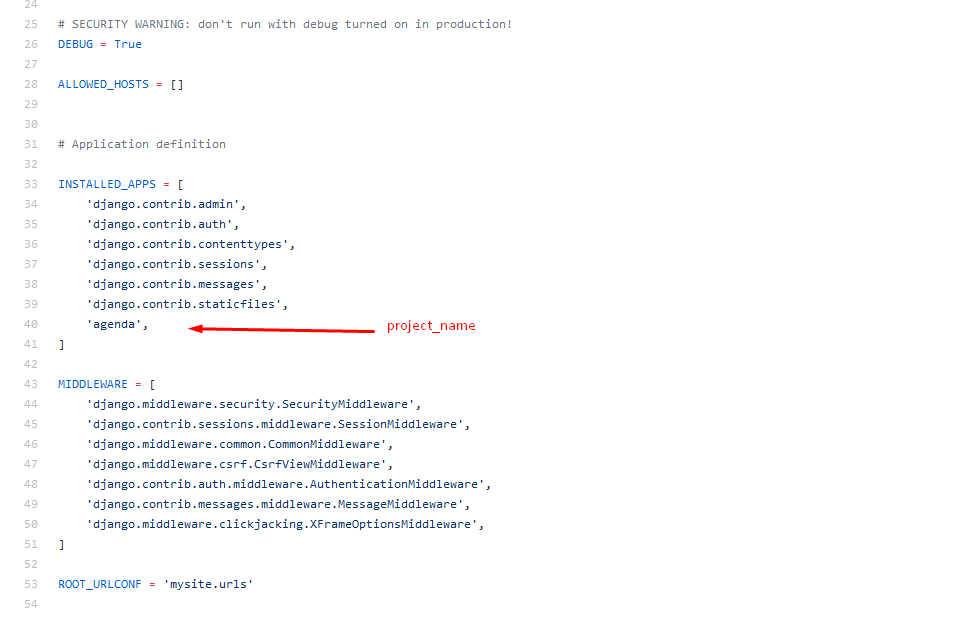 24
25 # SECURITY WARNING: don't run with debug turned on in production!
26 DEBUG = True
27
28 ALLOWED_HOSTS = []
29
30
31 # Application definition
32
33 INSTALLED_APPS = [
34     'django.contrib.admin',
35     'django.contrib.auth',
36     'django.contrib.contenttypes',
37     'django.contrib.sessions',
38     'django.contrib.messages',
39     'django.contrib.staticfiles',
40     'agenda', project_name
41 ]
42
43 MIDDLEWARE = [
44     'django.middleware.security.SecurityMiddleware',
45     'django.contrib.sessions.middleware.SessionMiddleware',
46     'django.middleware.common.CommonMiddleware',
47     'django.middleware.csrf.CsrfViewMiddleware',
48     'django.contrib.auth.middleware.AuthenticationMiddleware',
49     'django.contrib.messages.middleware.MessageMiddleware',
50     'django.middleware.clickjacking.XFrameOptionsMiddleware',
51 ]
52
53 ROOT_URLCONF = 'mysite.urls'
54